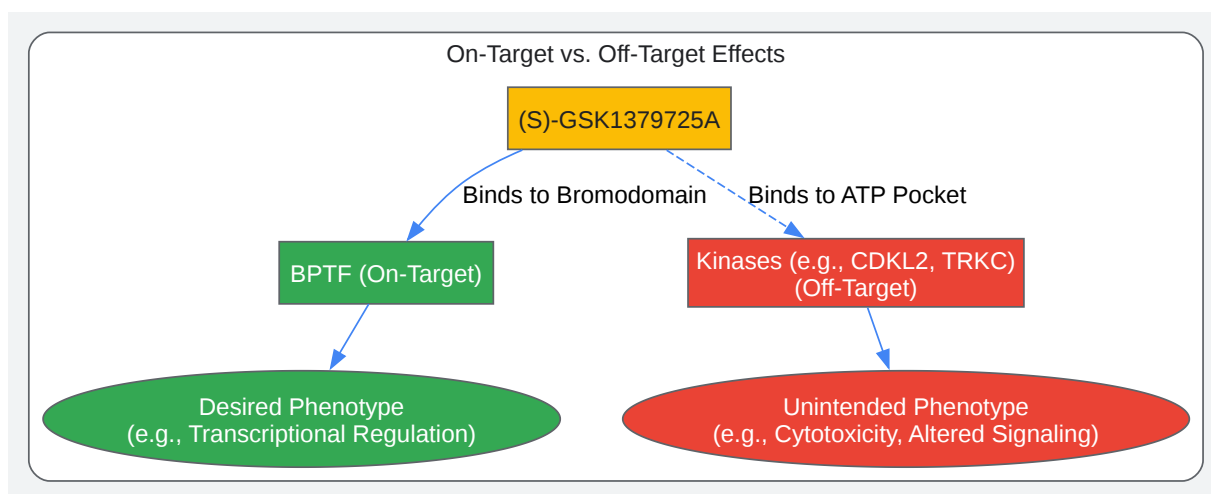 On-Target vs. Off-Target Effects
(S)-GSK1379725A
Binds to Bromodomain
Binds to ATP Pocket
BPTF (On-Target)
Kinases (e.g., CDKL2, TRKC)
(Off-Target)
Desired Phenotype
(e.g., Transcriptional Regulation)
Unintended Phenotype
(e.g., Cytotoxicity, Altered Signaling)